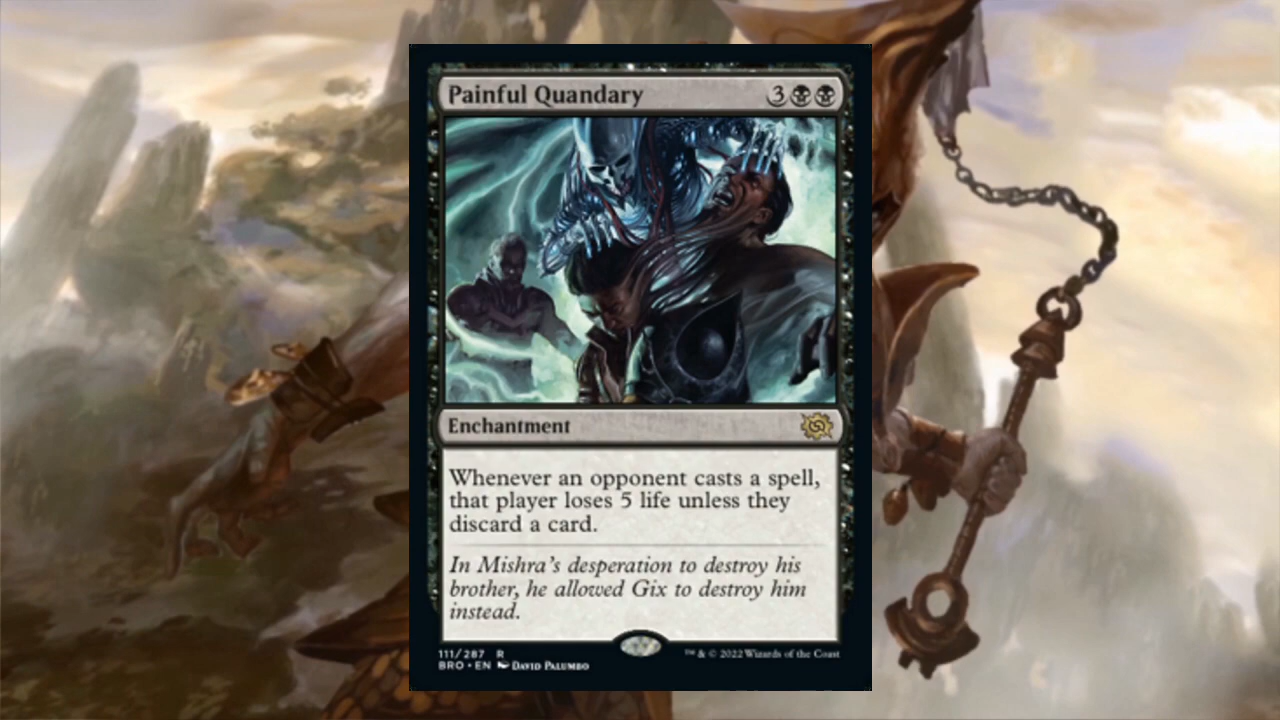 Painful Quandary 3
Enchantment
Whenever an opponent casts a spell,
that player loses 5 life unless they
discard a card.
In Mishra's desperation to destroy his
brother, he allowed Gix to destroy him
instead.
111/287 R
BRO • EN DAVID PALUMBO
™ & © 2022 Wizards of the Coast